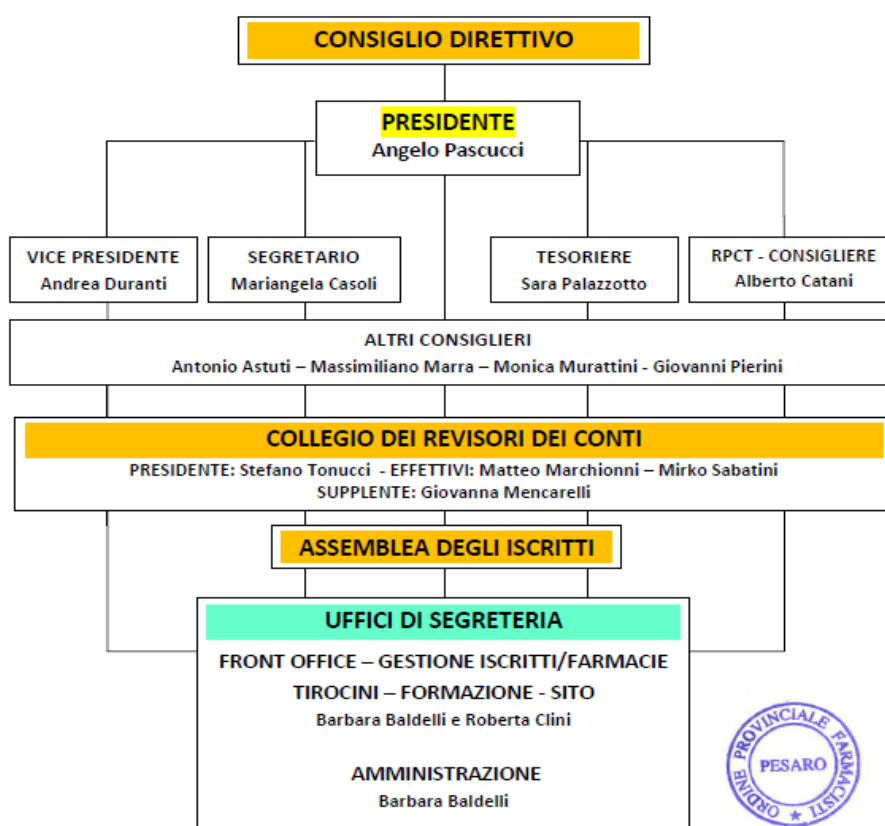 CONSIGLIO DIRETTIVO
PRESIDENTE
Angelo Pascucci
VICE PRESIDENTE
Andrea Duranti
SEGRETARIO
Mariangela Casoli
TESORIERE
Sara Palazzotto
RPCT - CONSIGLIERE
Alberto Catani
ALTRI CONSIGLIERI
Antonio Astuti – Massimiliano Marra – Monica Murattini - Giovanni Pierini
COLLEGIO DEI REVISORI DEI CONTI
PRESIDENTE: Stefano Tonucci - EFFETTIVI: Matteo Marchionni – Mirko Sabatini
SUPPLENTE: Giovanna Mencarelli
ASSEMBLEA DEGLI ISCRITTI
UFFICI DI SEGRETERIA
FRONT OFFICE – GESTIONE ISCRITTI/FARMACIE
TIROCINI – FORMAZIONE - SITO
Barbara Baldelli e Roberta Clini
AMMINISTRAZIONE
Barbara Baldelli
ORDINE PROVINCIALE FARMACISTI
PESARO